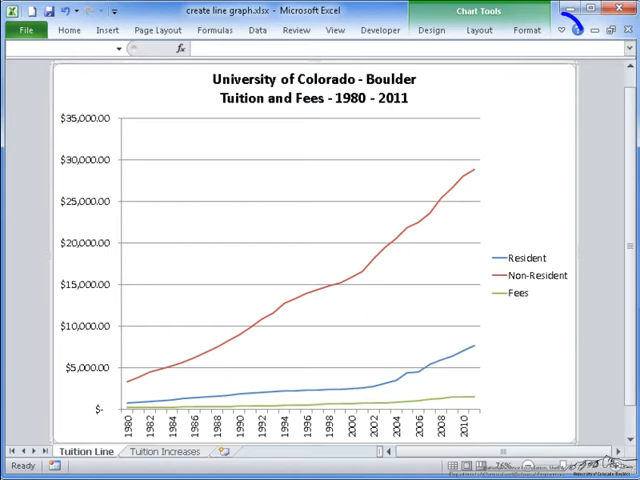 create line graph.xlsx - Microsoft Excel
Chart Tools
File Home Insert Page Layout Formulas Data Review View Developer Design Layout Format
fx
University of Colorado - Boulder
Tuition and Fees - 1980 - 2011
$35,000.00
$30,000.00
$25,000.00
$20,000.00
$15,000.00
$10,000.00
$5,000.00
$-
Resident
Non-Resident
Fees
1980 1982 1984 1986 1988 1990 1992 1994 1996 1998 2000 2002 2004 2006 2008 2010
Tuition Line Tuition Increases
Ready
76%